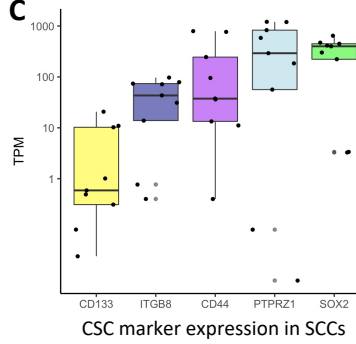 C
1000
100
10
1
TPM
CD133 ITGB8 CD44 PTPRZ1 SOX2
CSC marker expression in SCCs